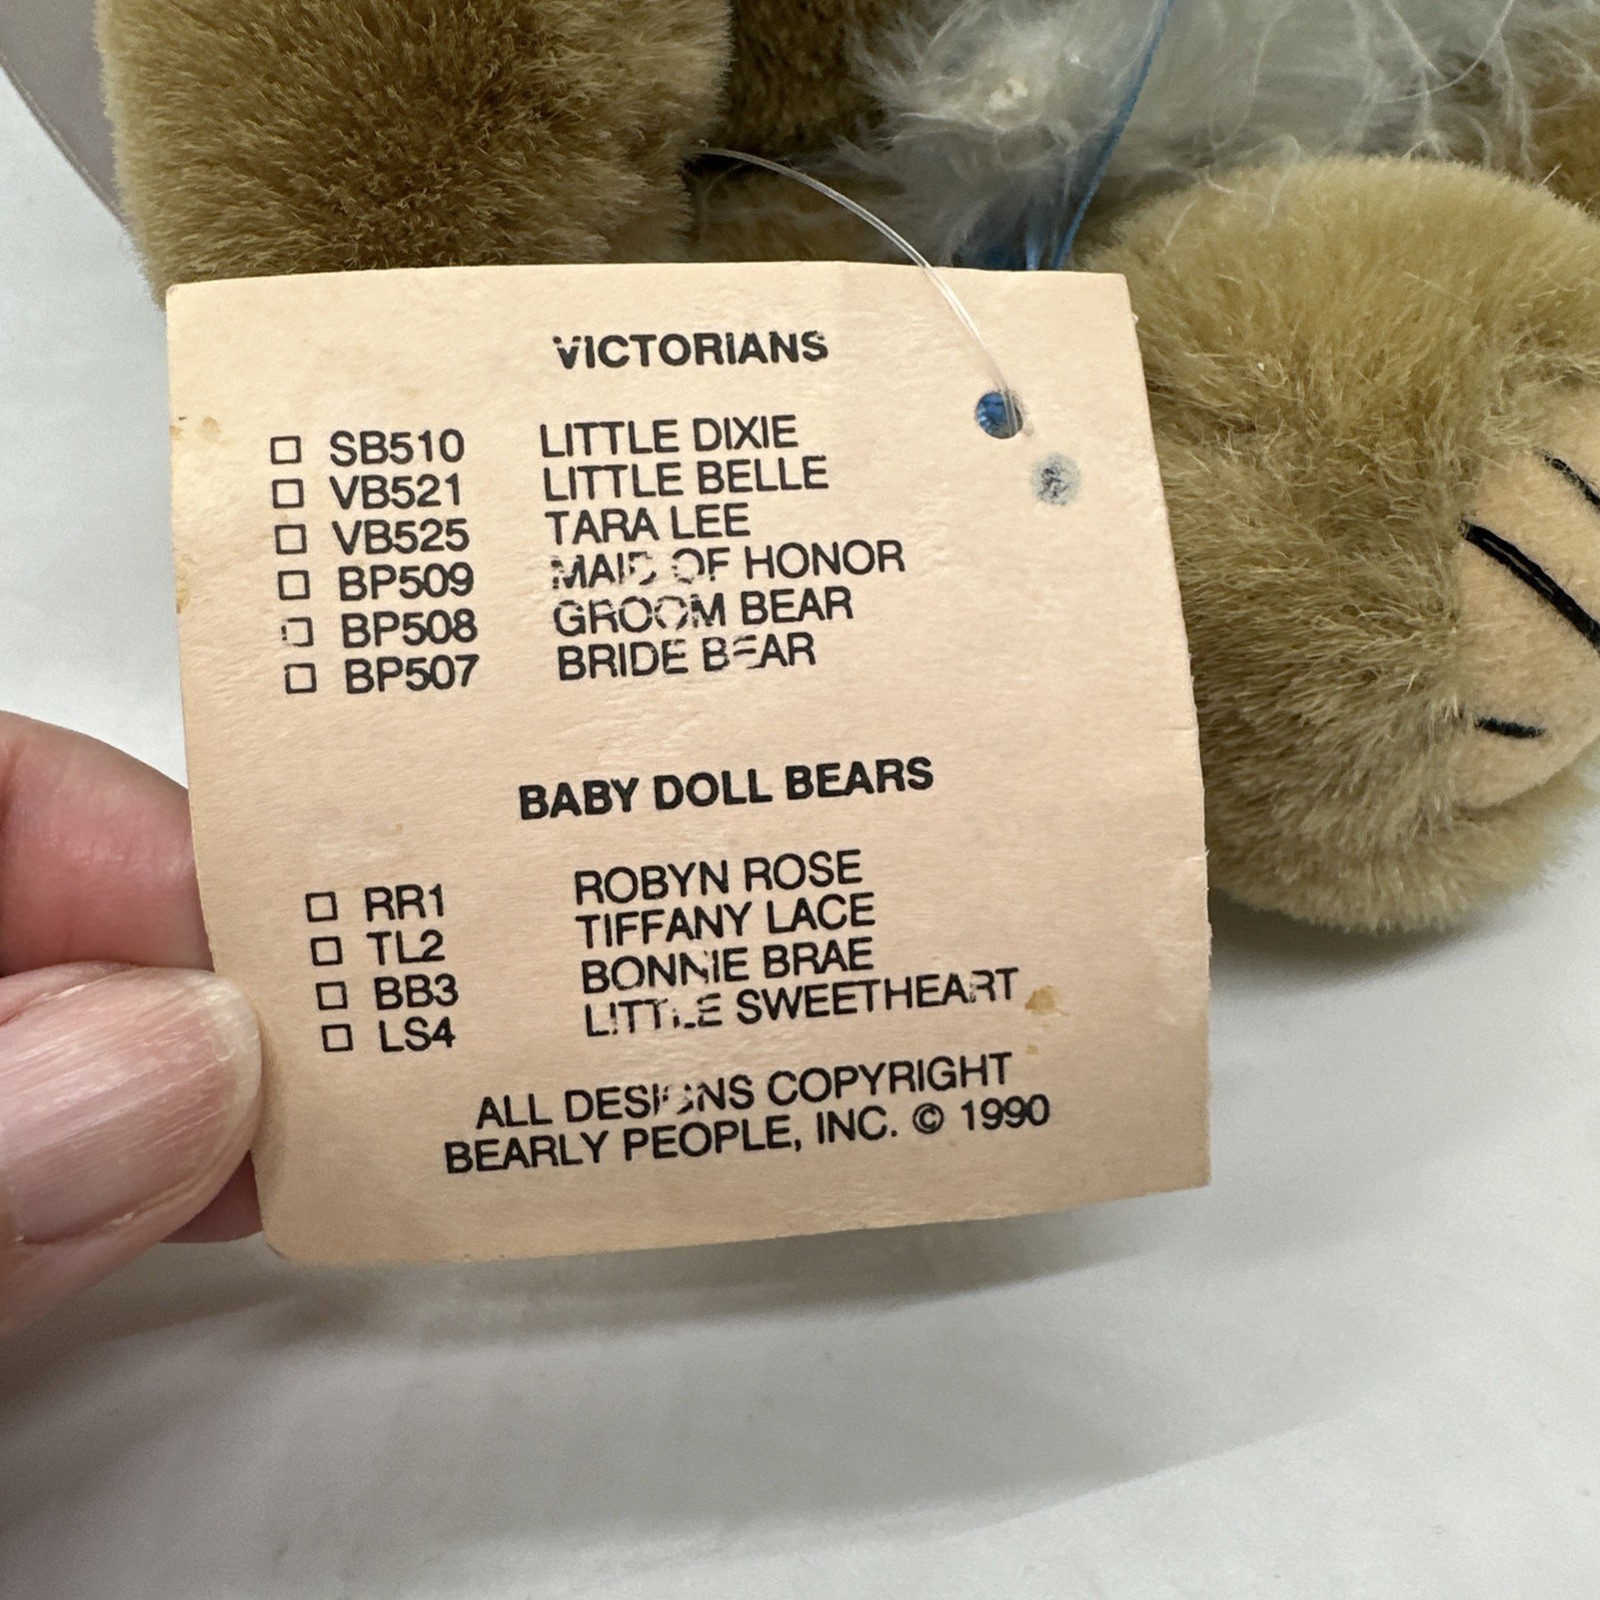 VICTORIANS
☐ SB510 LITTLE DIXIE
☐ VB521 LITTLE BELLE
☐ VB525 TARA LEE
☐ BP509 MAID OF HONOR
☐ BP508 GROOM BEAR
☐ BP507 BRIDE BEAR
BABY DOLL BEARS
☐ RR1 ROBYN ROSE
☐ TL2 TIFFANY LACE
☐ BB3 BONNIE BRAE
☐ LS4 LITTLE SWEETHEART
ALL DESIGNS COPYRIGHT
BEARLY PEOPLE, INC. © 1990